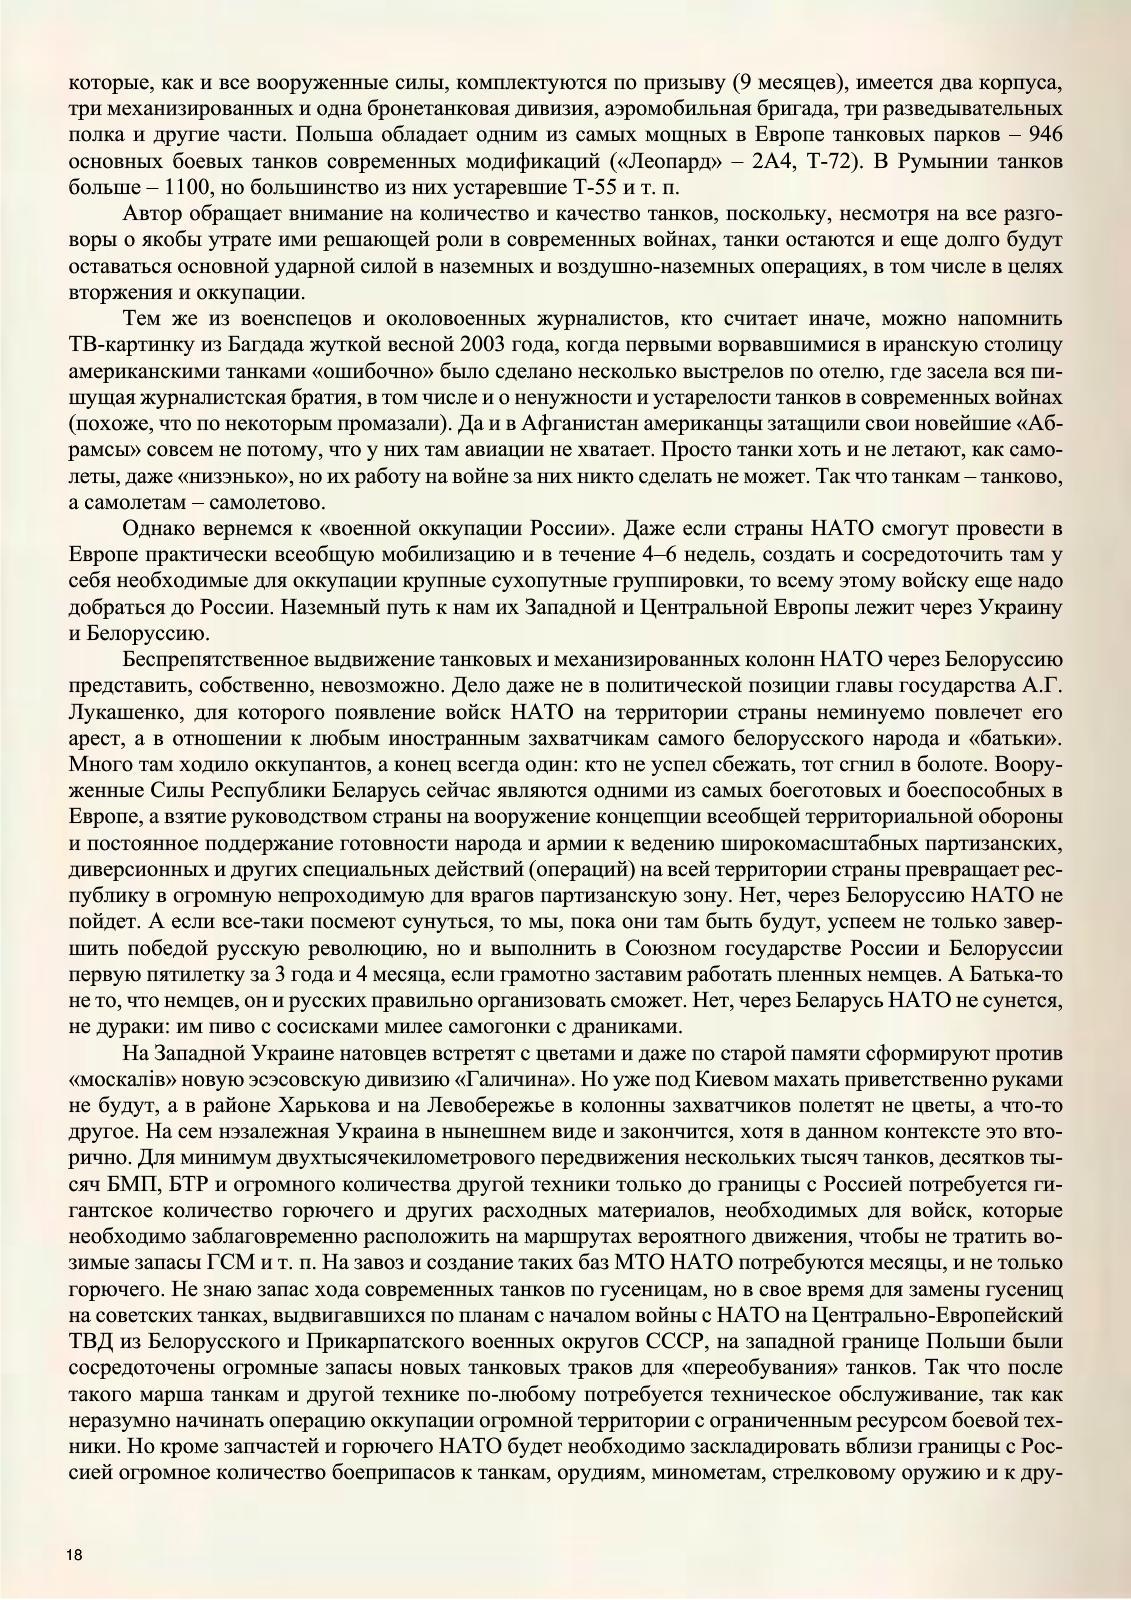 которые, как и все вооруженные силы, комплектуются по призыву (9 месяцев), имеется два корпуса,
три механизированных и одна бронетанковая дивизия, аэромобильная бригада, три разведывательных
полка и другие части. Польша обладает одним из самых мощных в Европе танковых парков – 946
основных боевых танков современных модификаций («Леопард» – 2А4, Т-72). В Румынии танков
больше – 1100, но большинство из них устаревшие Т-55 и т. п.
Автор обращает внимание на количество и качество танков, поскольку, несмотря на все разго-
воры о якобы утрате ими решающей роли в современных войнах, танки остаются и еще долго будут
оставаться основной ударной силой в наземных и воздушно-наземных операциях, в том числе в целях
вторжения и оккупации.
Тем же из военспецов и околовоенных журналистов, кто считает иначе, можно напомнить
ТВ-картинку из Багдада жуткой весной 2003 года, когда первыми ворвавшимися в иранскую столицу
американскими танками «ошибочно» было сделано несколько выстрелов по отелю, где засела вся пи-
шущая журналистская братия, в том числе и о ненужности и устарелости танков в современных войнах
(похоже, что по некоторым промазали). Да и в Афганистан американцы затащили свои новейшие «Аб-
рамсы» совсем не потому, что у них там авиации не хватает. Просто танки хоть и не летают, как само-
леты, даже «низэнько», но их работу на войне за них никто сделать не может. Так что танкам – танково,
а самолетам – самолетово.
Однако вернемся к «военной оккупации России». Даже если страны НАТО смогут провести в
Европе практически всеобщую мобилизацию и в течение 4–6 недель, создать и сосредоточить там у
себя необходимые для оккупации крупные сухопутные группировки, то всему этому войску еще надо
добраться до России. Наземный путь к нам их Западной и Центральной Европы лежит через Украину
и Белоруссию.
Беспрепятственное выдвижение танковых и механизированных колонн НАТО через Белоруссию
представить, собственно, невозможно. Дело даже не в политической позиции главы государства А.Г.
Лукашенко, для которого появление войск НАТО на территории страны неминуемо повлечет его
арест, а в отношении к любым иностранным захватчикам самого белорусского народа и «батьки».
Много там ходило оккупантов, а конец всегда один: кто не успел сбежать, тот сгнил в болоте. Воору-
женные Силы Республики Беларусь сейчас являются одними из самых боеготовых и боеспособных в
Европе, а взятие руководством страны на вооружение концепции всеобщей территориальной обороны
и постоянное поддержание готовности народа и армии к ведению широкомасштабных партизанских,
диверсионных и других специальных действий (операций) на всей территории страны превращает рес-
публику в огромную непроходимую для врагов партизанскую зону. Нет, через Белоруссию НАТО не
пойдет. А если все-таки посмеют сунуться, то мы, пока они там быть будут, успеем не только завер-
шить победой русскую революцию, но и выполнить в Союзном государстве России и Белоруссии
первую пятилетку за 3 года и 4 месяца, если грамотно заставим работать пленных немцев. А Батька-то
не то, что немцев, он и русских правильно организовать сможет. Нет, через Беларусь НАТО не сунется,
не дураки: им пиво с сосисками милее самогонки с драниками.
На Западной Украине натовцев встретят с цветами и даже по старой памяти сформируют против
«москалів» новую эсэсовскую дивизию «Галичина». Но уже под Киевом махать приветственно руками
не будут, а в районе Харькова и на Левобережье в колонны захватчиков полетят не цветы, а что-то
другое. На сем нэзалежная Украина в нынешнем виде и закончится, хотя в данном контексте это вто-
рично. Для минимум двухтысячекилометрового передвижения нескольких тысяч танков, десятков ты-
сяч БМП, БТР и огромного количества другой техники только до границы с Россией потребуется ги-
гантское количество горючего и других расходных материалов, необходимых для войск, которые
необходимо заблаговременно расположить на маршрутах вероятного движения, чтобы не тратить во-
зимые запасы ГСМ и т. п. На завоз и создание таких баз МТО НАТО потребуются месяцы, и не только
горючего. Не знаю запас хода современных танков по гусеницам, но в свое время для замены гусениц
на советских танках, выдвигавшихся по планам с началом войны с НАТО на Центрально-Европейский
ТВД из Белорусского и Прикарпатского военных округов СССР, на западной границе Польши были
сосредоточены огромные запасы новых танковых траков для «переобувания» танков. Так что после
такого марша танкам и другой технике по-любому потребуется техническое обслуживание, так как
неразумно начинать операцию оккупации огромной территории с ограниченным ресурсом боевой тех-
ники. Но кроме запчастей и горючего НАТО будет необходимо заскладировать вблизи границы с Рос-
сией огромное количество боеприпасов к танкам, орудиям, минометам, стрелковому оружию и к дру-
18